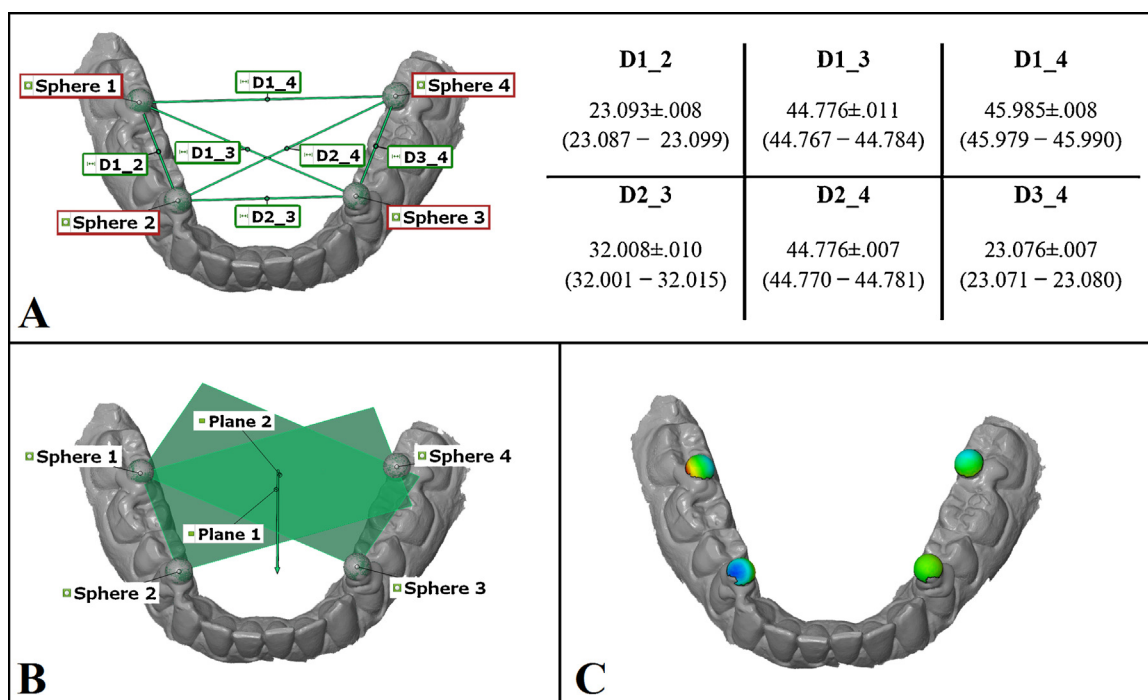 D1_4
Sphere 1
Sphere 4
D1_2
D1_3
D2_4
D3_4
Sphere 2
D2_3
Sphere 3
A
D1_2 D1_3 D1_4
23.093±.008 44.776±.011 45.985±.008
(23.087 – 23.099) (44.767 – 44.784) (45.979 – 45.990)
D2_3 D2_4 D3_4
32.008±.010 44.776±.007 23.076±.007
(32.001 – 32.015) (44.770 – 44.781) (23.071 – 23.080)
Plane 2
Sphere 1
Sphere 4
Plane 1
Sphere 2
Sphere 3
B
C